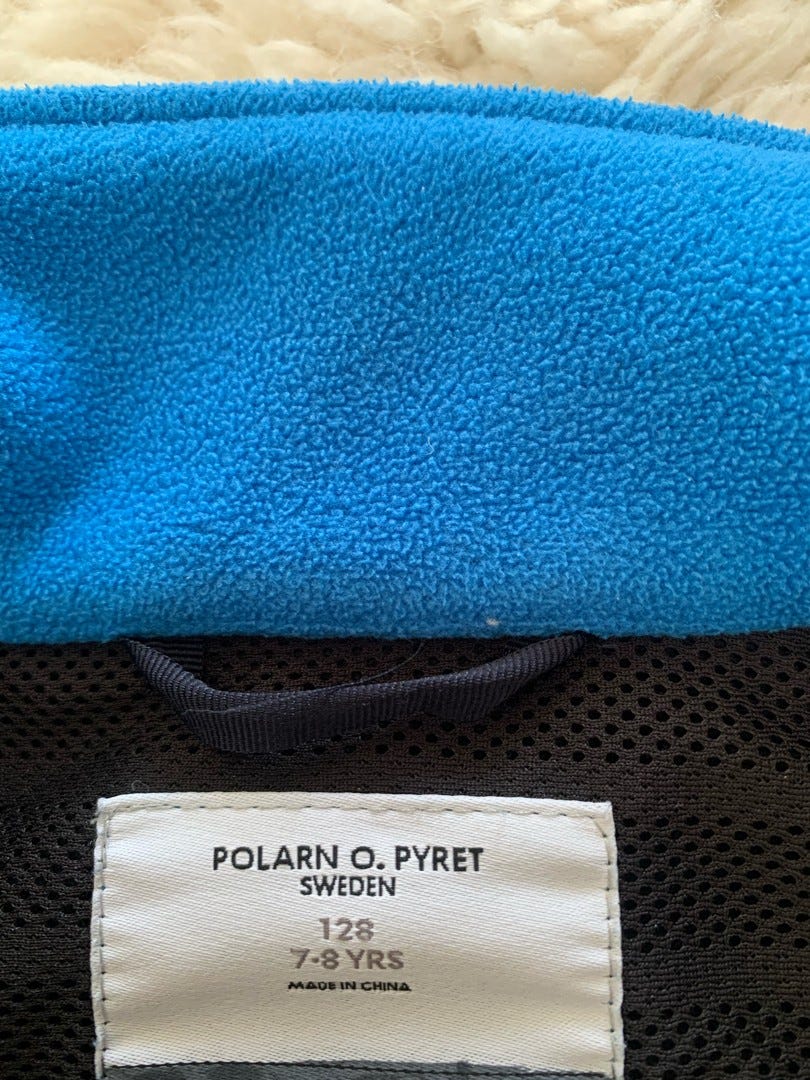 POLARN O. PYRET
SWEDEN
128
7-8 YRS
MADE IN CHINA